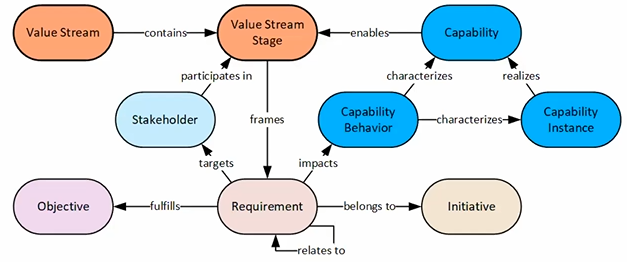 Value Stream
contains
Value Stream
Stage
enables
Capability
participates in
characterizes
realizes
Stakeholder
frames
Capability
Behavior
characterizes
Capability
Instance
targets
impacts
Objective
fulfills
Requirement
belongs to
Initiative
relates to